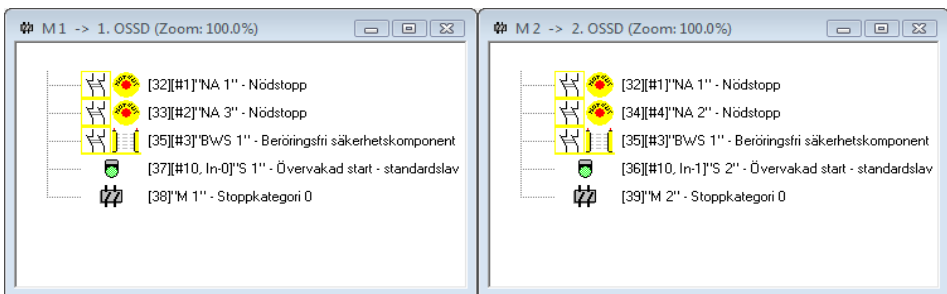 M 1 -> 1. OSSD (Zoom: 100.0%)
[32][#1]"NA 1" - Nödstopp
[33][#2]"NA 3" - Nödstopp
[35][#3]"BWS 1" - Beröringsfri säkerhetskomponent
[37][#10, In-0]"S 1" - Övervakad start - standardslav
[38]"M 1" - Stoppkategori 0
M 2 -> 2. OSSD (Zoom: 100.0%)
[32][#1]"NA 1" - Nödstopp
[34][#4]"NA 2" - Nödstopp
[35][#3]"BWS 1" - Beröringsfri säkerhetskomponent
[36][#10, In-1]"S 2" - Övervakad start - standardslav
[39]"M 2" - Stoppkategori 0